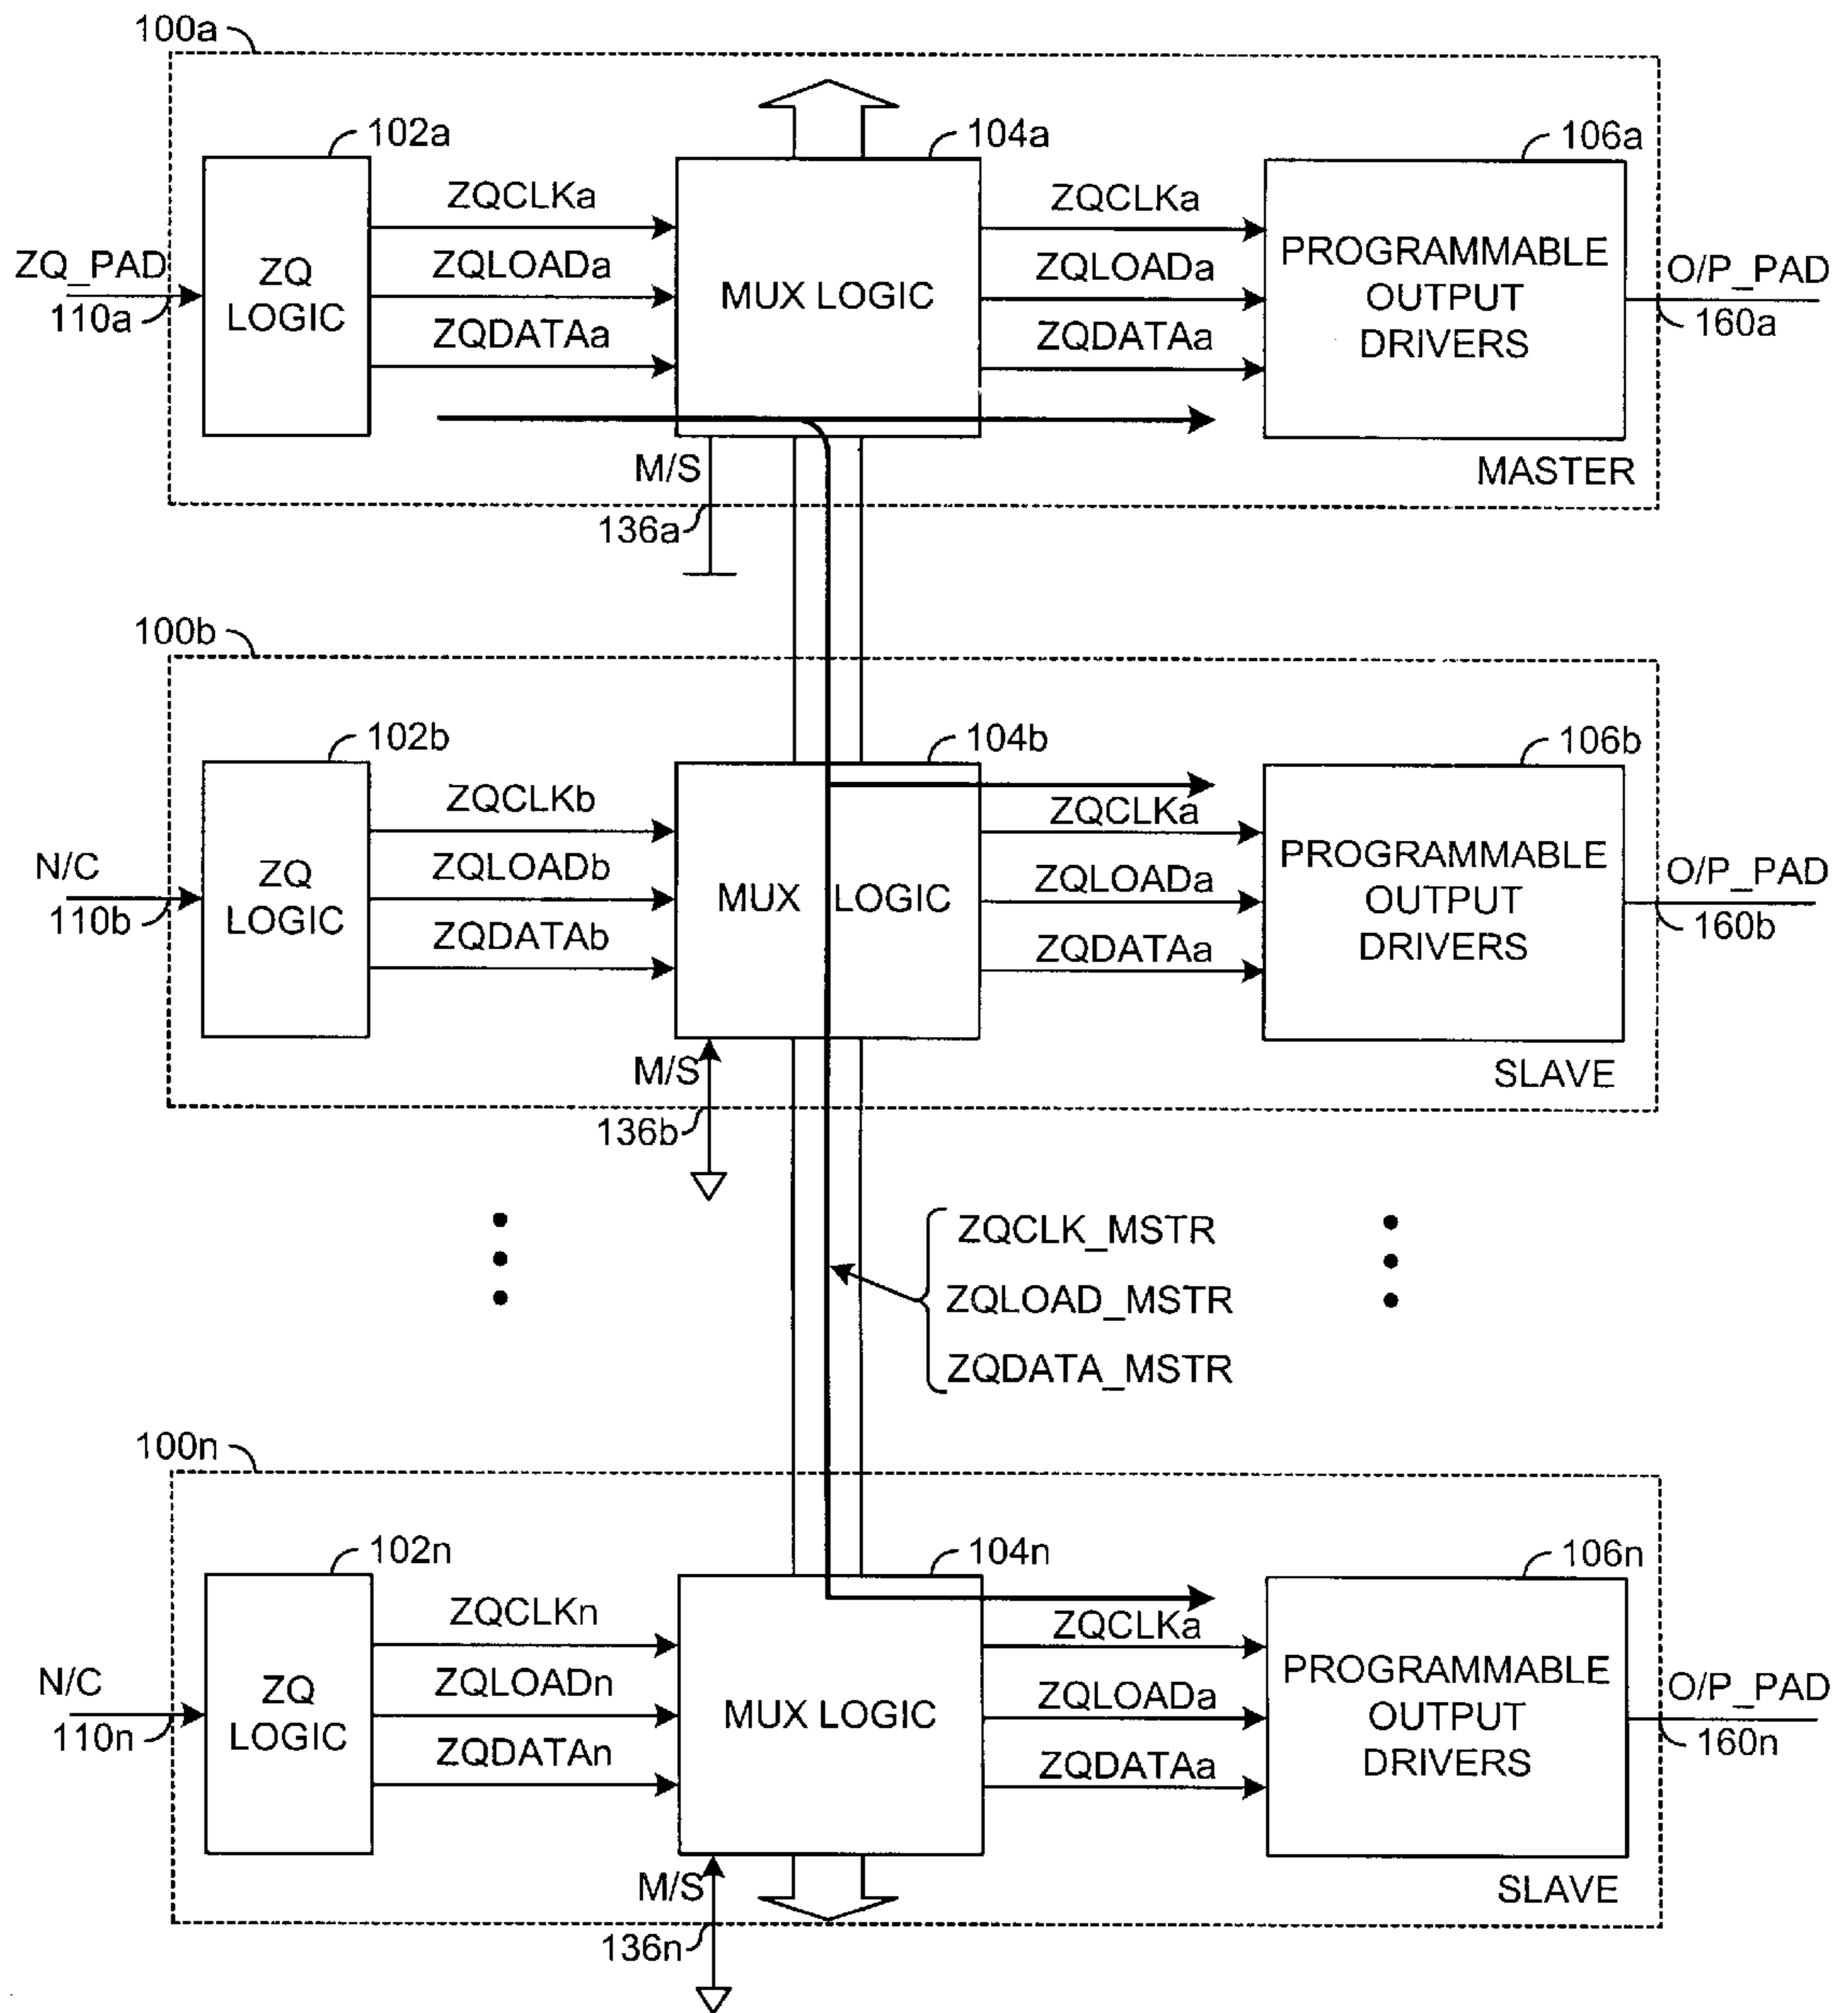 100a
102a
104a
106a
ZQCLKa
ZQCLKa
ZQ_PAD
110a
ZQ
LOGIC
ZQLOADa
MUX LOGIC
ZQLOADa
PROGRAMMABLE
OUTPUT
DRIVERS
O/P_PAD
160a
ZQDATAa
ZQDATAa
M/S
MASTER
136a
100b
102b
104b
106b
ZQCLKb
ZQCLKa
N/C
110b
ZQ
LOGIC
ZQLOADb
MUX LOGIC
ZQLOADa
PROGRAMMABLE
OUTPUT
DRIVERS
O/P_PAD
160b
ZQDATAb
ZQDATAa
M/S
SLAVE
136b
ZQCLK_MSTR
ZQLOAD_MSTR
ZQDATA_MSTR
100n
102n
104n
106n
ZQCLKn
ZQCLKa
N/C
110n
ZQ
LOGIC
ZQLOADn
MUX LOGIC
ZQLOADa
PROGRAMMABLE
OUTPUT
DRIVERS
O/P_PAD
160n
ZQDATAn
ZQDATAa
M/S
SLAVE
136n